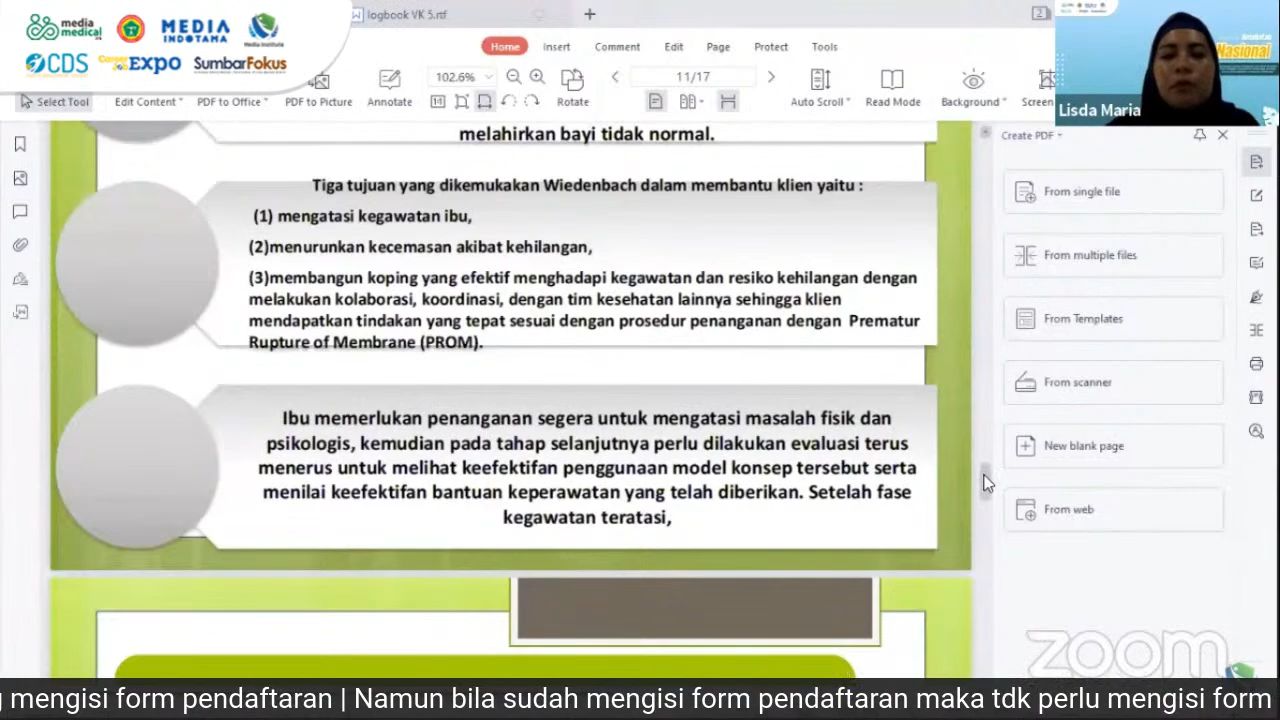 media medical
MEDIA INDOTAMA
Media Institute
CDS
Expo
SumbarFokus
logbook VK 5.rtf
2
Home Insert Comment Edit Page Protect Tools
102.6%
11/17
Select Tool Edit Content PDF to Office PDF to Picture Annotate Rotate Auto Scroll Read Mode Background Screen
Nasional
Lisda Maria
Create PDF
From single file
From multiple files
From Templates
From scanner
New blank page
From web
melahirkan bayi tidak normal.
Tiga tujuan yang dikemukakan Wiedenbach dalam membantu klien yaitu :
(1) mengatasi kegawatan ibu,
(2)menurunkan kecemasan akibat kehilangan,
(3)membangun koping yang efektif menghadapi kegawatan dan resiko kehilangan dengan
melakukan kolaborasi, koordinasi, dengan tim kesehatan lainnya sehingga klien
mendapatkan tindakan yang tepat sesuai dengan prosedur penanganan dengan Prematur
Rupture of Membrane (PROM).
Ibu memerlukan penanganan segera untuk mengatasi masalah fisik dan
psikologis, kemudian pada tahap selanjutnya perlu dilakukan evaluasi terus
menerus untuk melihat keefektifan penggunaan model konsep tersebut serta
menilai keefektifan bantuan keperawatan yang telah diberikan. Setelah fase
kegawatan teratasi,
zoom
mengisi form pendaftaran | Namun bila sudah mengisi form pendaftaran maka tdk perlu mengisi form